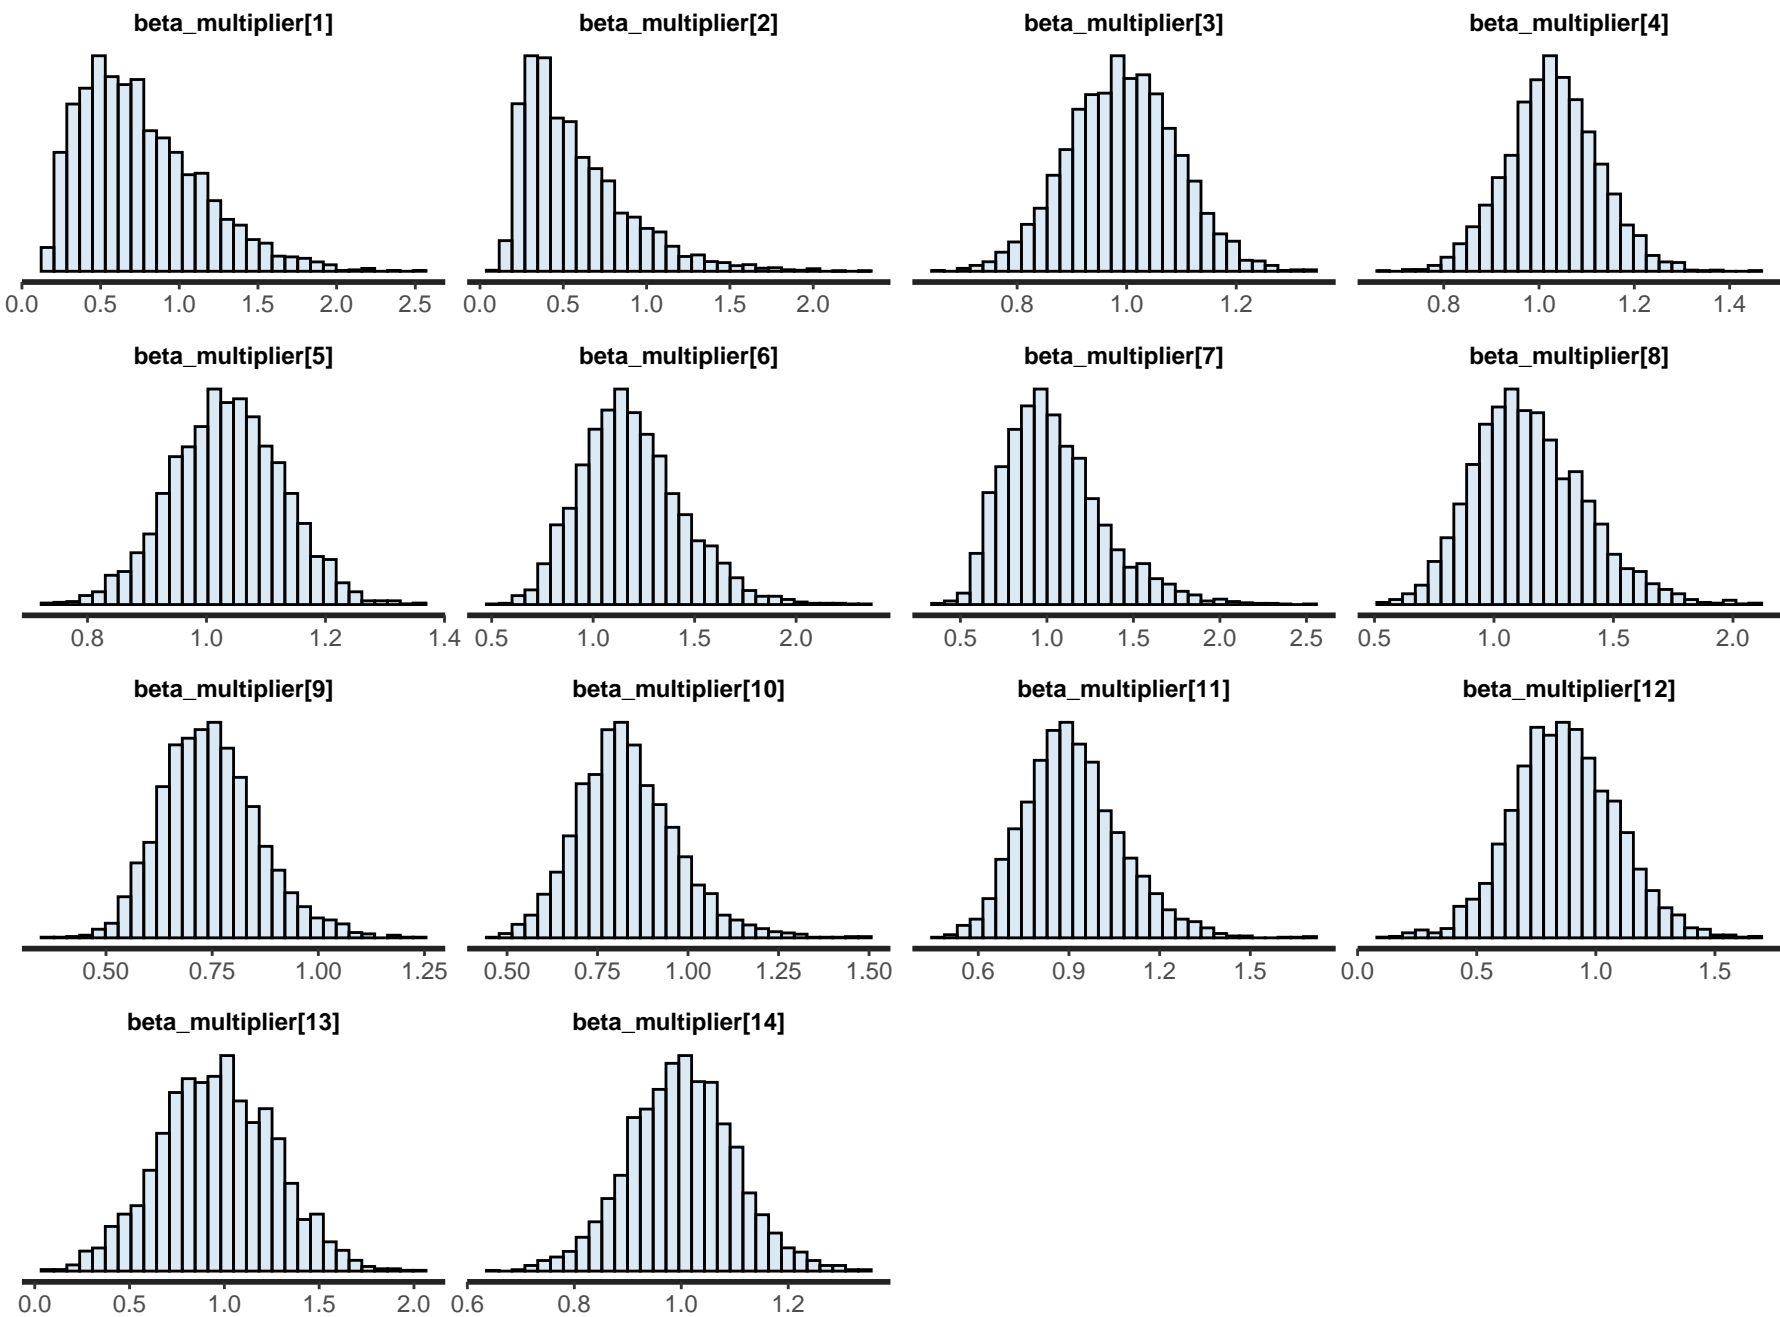 beta_multiplier[1] beta_multiplier[2] beta_multiplier[3] beta_multiplier[4]
0.0 0.5 1.0 1.5 2.0 2.5 0.0 0.5 1.0 1.5 2.0 0.8 1.0 1.2 0.8 1.0 1.2 1.4
beta_multiplier[5] beta_multiplier[6] beta_multiplier[7] beta_multiplier[8]
0.8 1.0 1.2 1.4 0.5 1.0 1.5 2.0 0.5 1.0 1.5 2.0 2.5 0.5 1.0 1.5 2.0
beta_multiplier[9] beta_multiplier[10] beta_multiplier[11] beta_multiplier[12]
0.50 0.75 1.00 1.25 0.50 0.75 1.00 1.25 1.50 0.6 0.9 1.2 1.5 0.0 0.5 1.0 1.5
beta_multiplier[13] beta_multiplier[14]
0.0 0.5 1.0 1.5 2.0 0.6 0.8 1.0 1.2